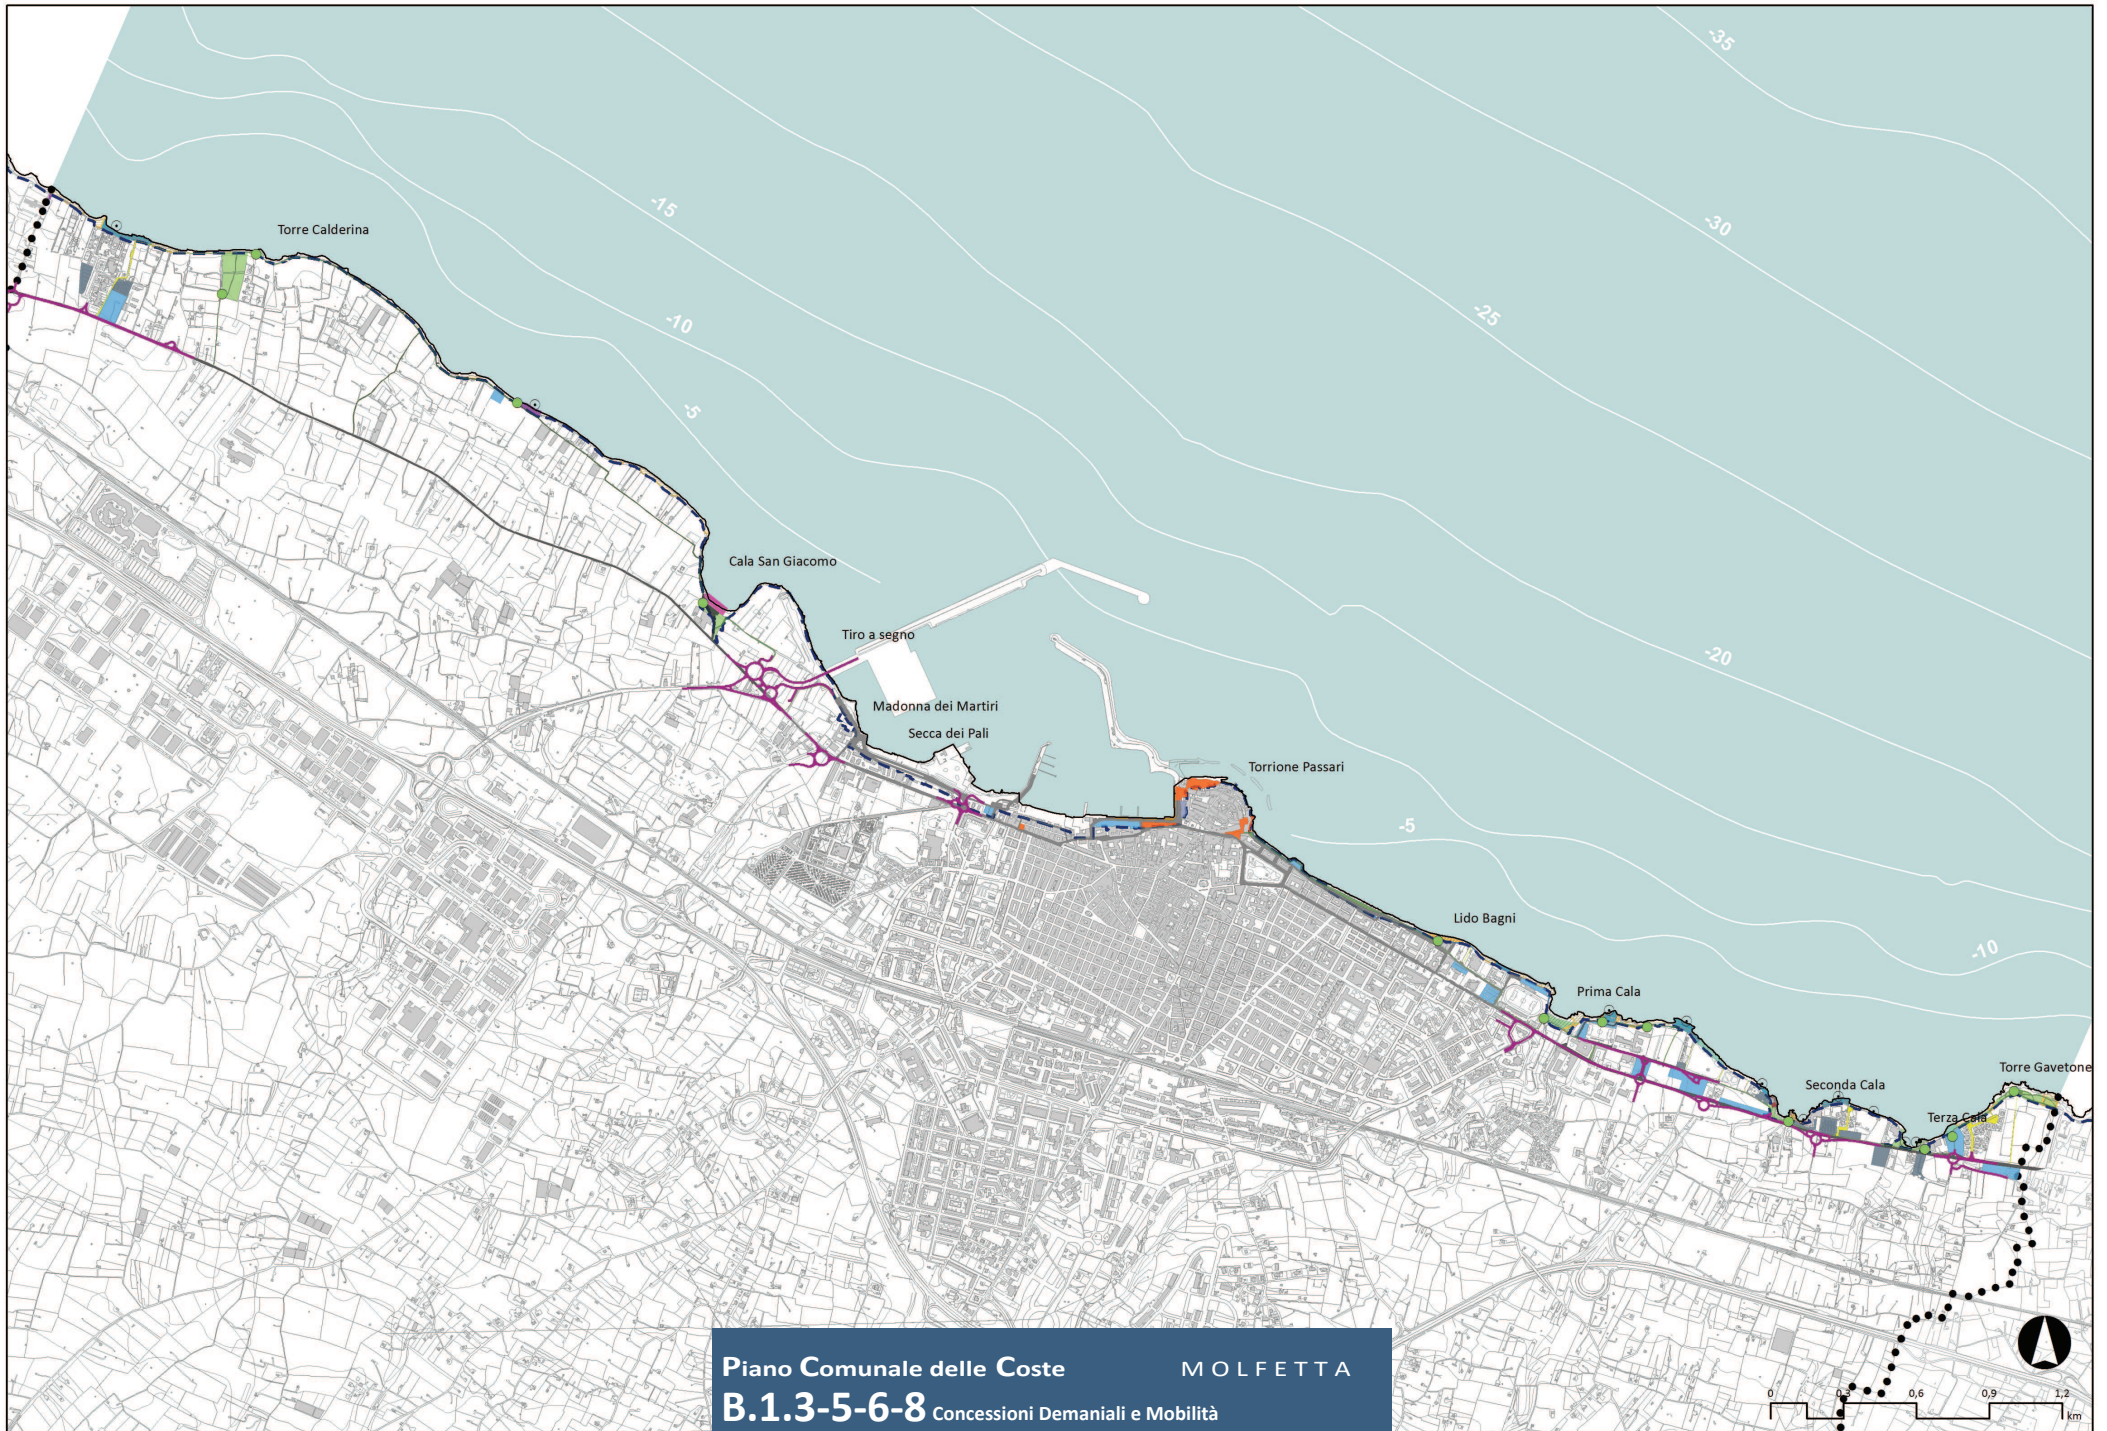 -35
-15
-30
Torre Calderina
-25
-10
-5
Cala San Giacomo
Tiro a segno
-20
Madonna dei Martiri
Secca dei Pali
Torrione Passari
-5
Lido Bagni
-10
Prima Cala
Torre Gavetone
Seconda Cala
Terza Cala
Piano Comunale delle Coste MOLFETTA
B.1.3-5-6-8 Concessioni Demaniali e Mobilità
0 0,3 0,6 0,9 1,2
km